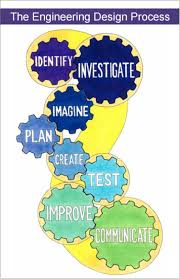 The Engineering Design Process
IDENTIFY
INVESTIGATE
IMAGINE
PLAN
CREATE
TEST
IMPROVE
COMMUNICATE